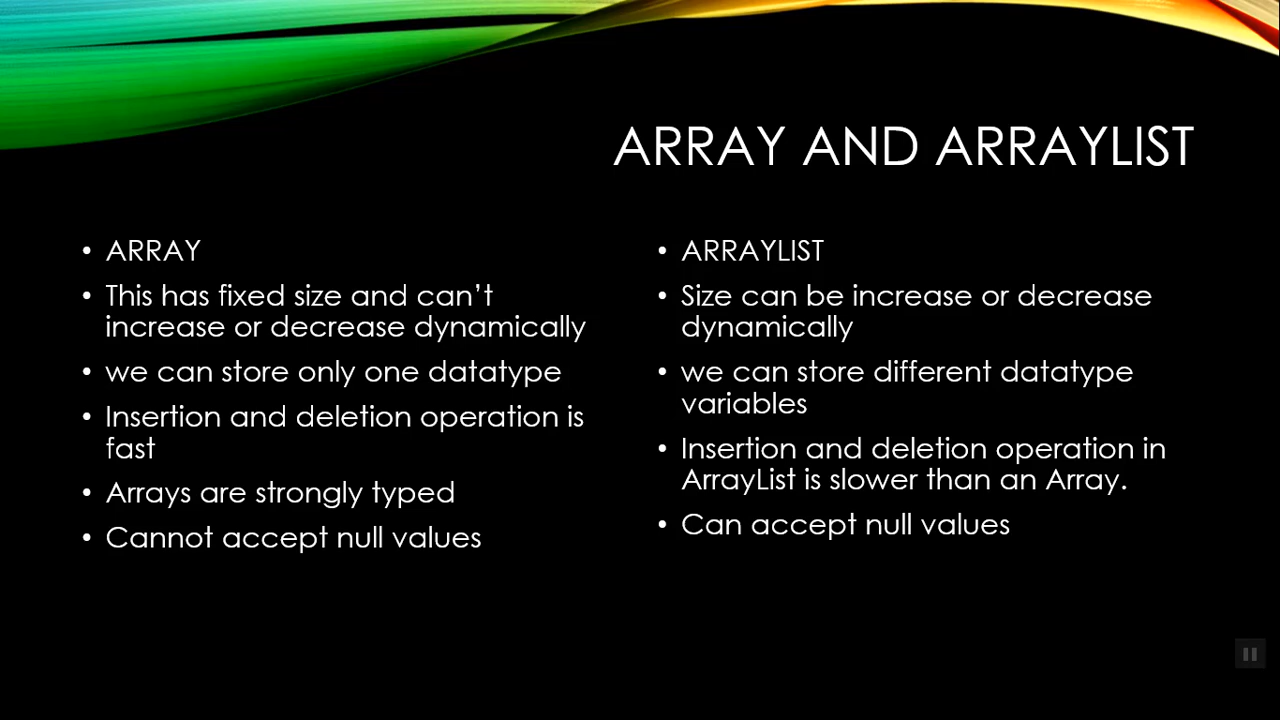 ARRAY AND ARRAYLIST
• ARRAY
• This has fixed size and can’t
increase or decrease dynamically
• we can store only one datatype
• Insertion and deletion operation is
fast
• Arrays are strongly typed
• Cannot accept null values
• ARRAYLIST
• Size can be increase or decrease
dynamically
• we can store different datatype
variables
• Insertion and deletion operation in
ArrayList is slower than an Array.
• Can accept null values